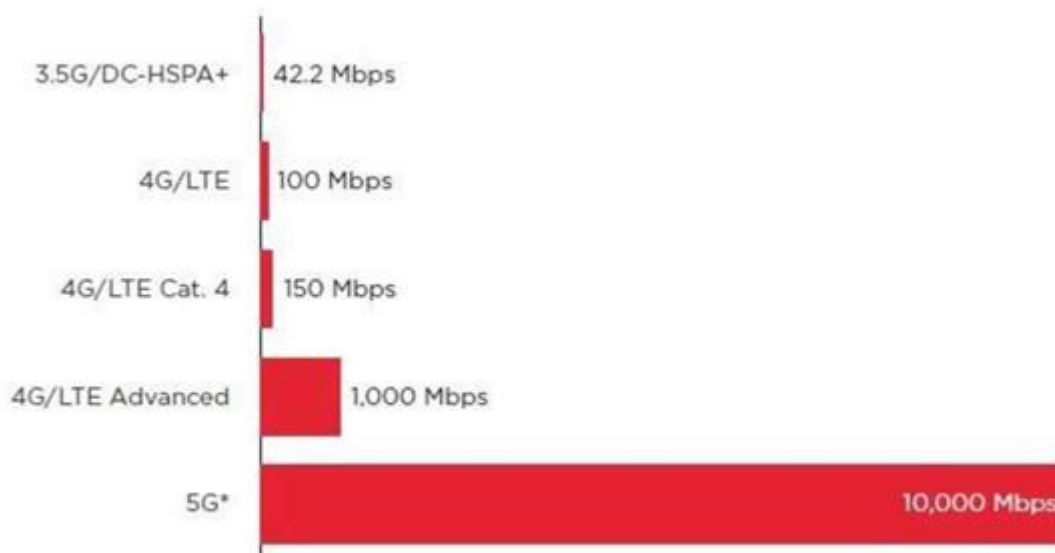 3.5G/DC-HSPA+ 42.2 Mbps
4G/LTE 100 Mbps
4G/LTE Cat. 4 150 Mbps
4G/LTE Advanced 1,000 Mbps
5G* 10,000 Mbps